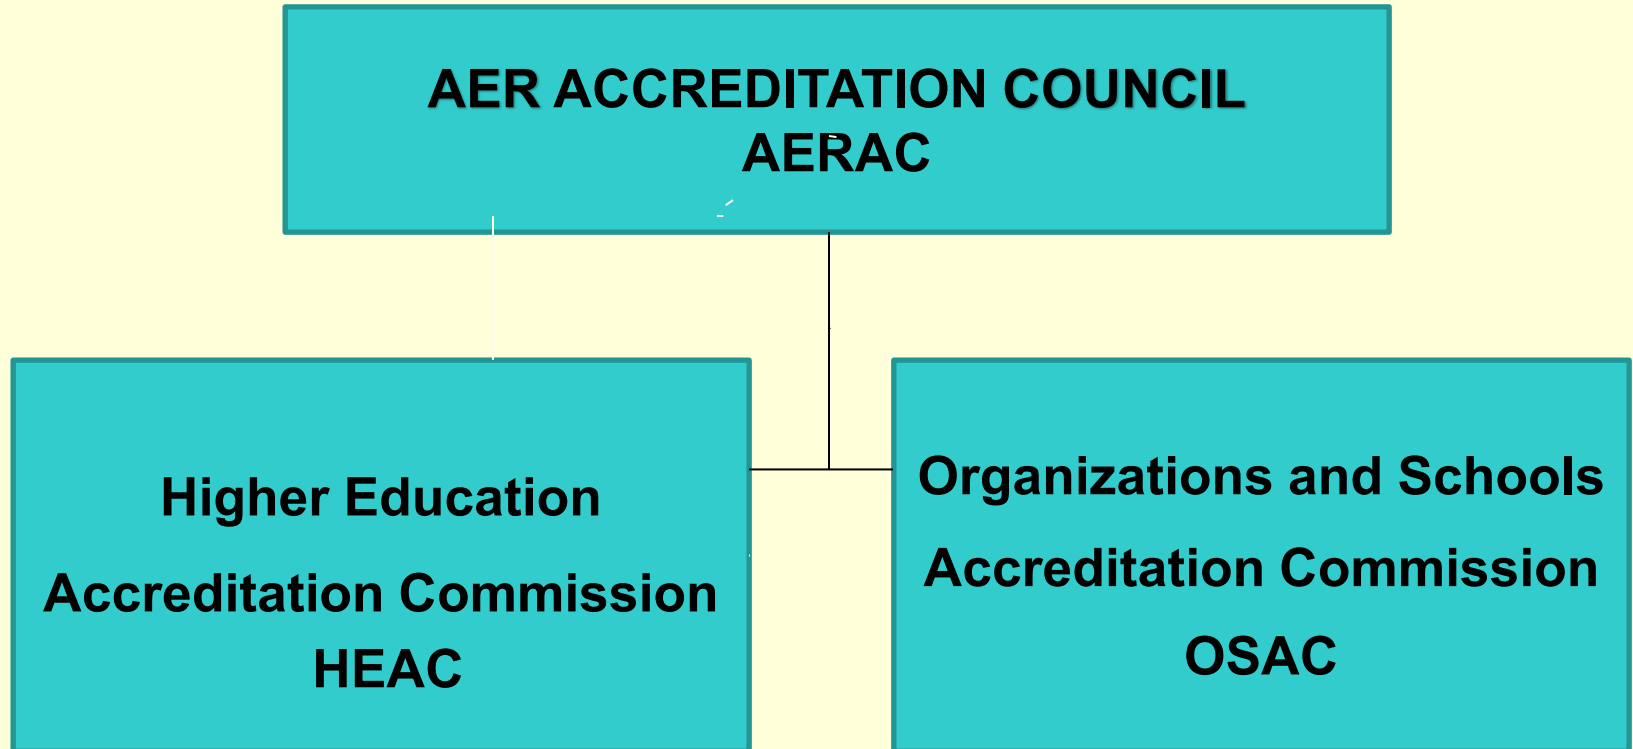 AER ACCREDITATION COUNCIL
AERAC
Higher Education
Accreditation Commission
HEAC
Organizations and Schools
Accreditation Commission
OSAC